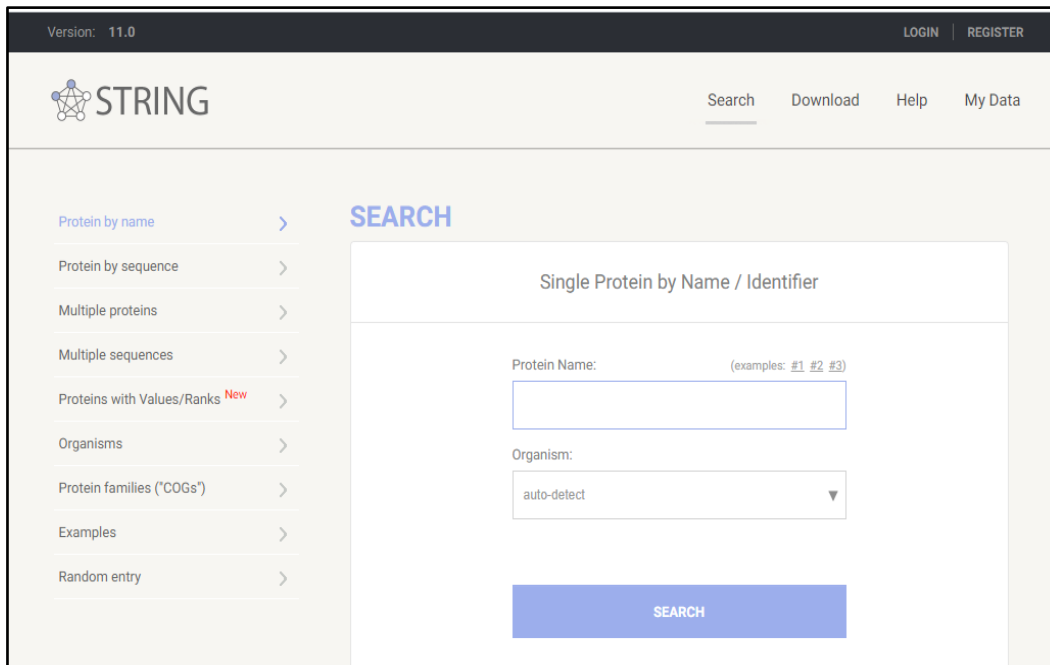 Version: 11.0
LOGIN | REGISTER
STRING
Search Download Help My Data
Protein by name
Protein by sequence
Multiple proteins
Multiple sequences
Proteins with Values/Ranks New
Organisms
Protein families ("COGs")
Examples
Random entry
SEARCH
Single Protein by Name / Identifier
Protein Name: (examples: #1 #2 #3)
Organism:
auto-detect
SEARCH